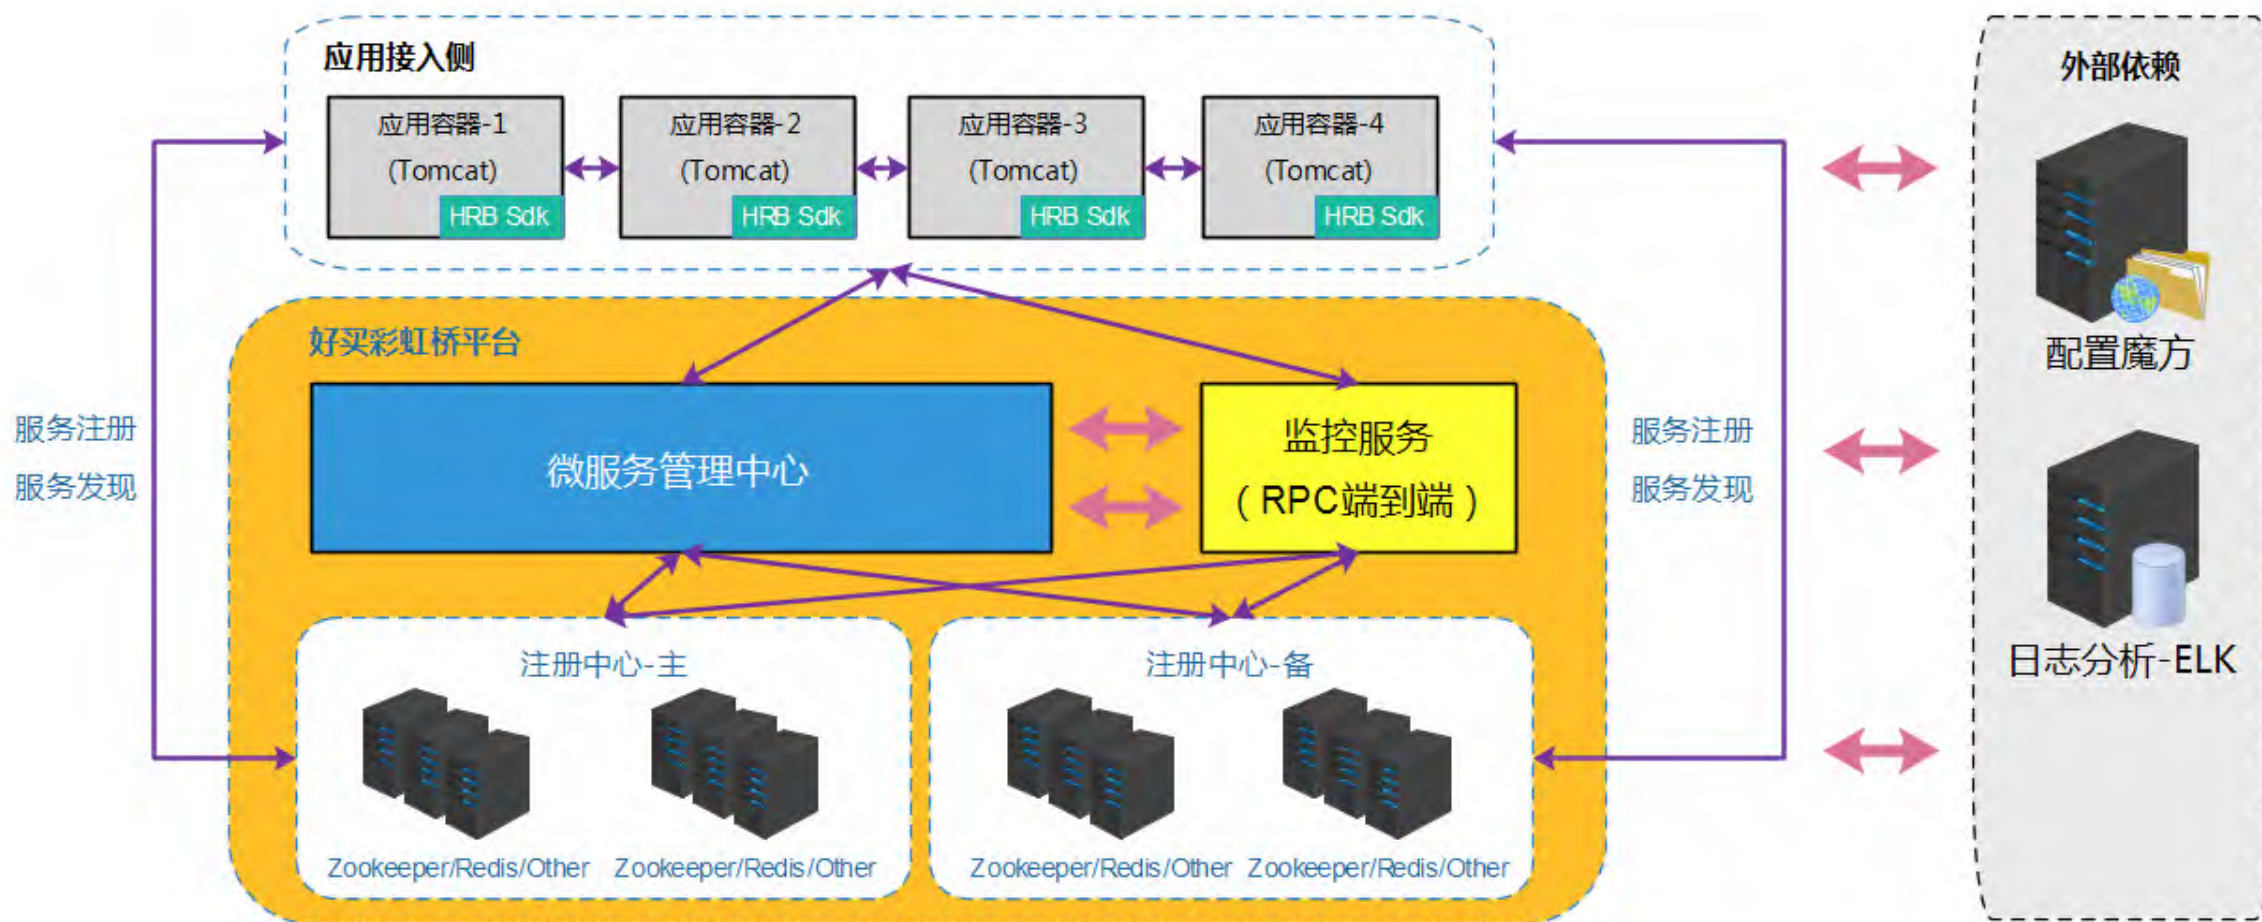 应用接入侧
外部依赖
应用容器-1
(Tomcat)
HRB Sdk
应用容器-2
(Tomcat)
HRB Sdk
应用容器-3
(Tomcat)
HRB Sdk
应用容器-4
(Tomcat)
HRB Sdk
好买彩虹桥平台
配置魔方
服务注册
服务发现
微服务管理中心
监控服务
（RPC端到端）
服务注册
服务发现
日志分析-ELK
注册中心-主
Zookeeper/Redis/Other
Zookeeper/Redis/Other
注册中心-备
Zookeeper/Redis/Other
Zookeeper/Redis/Other